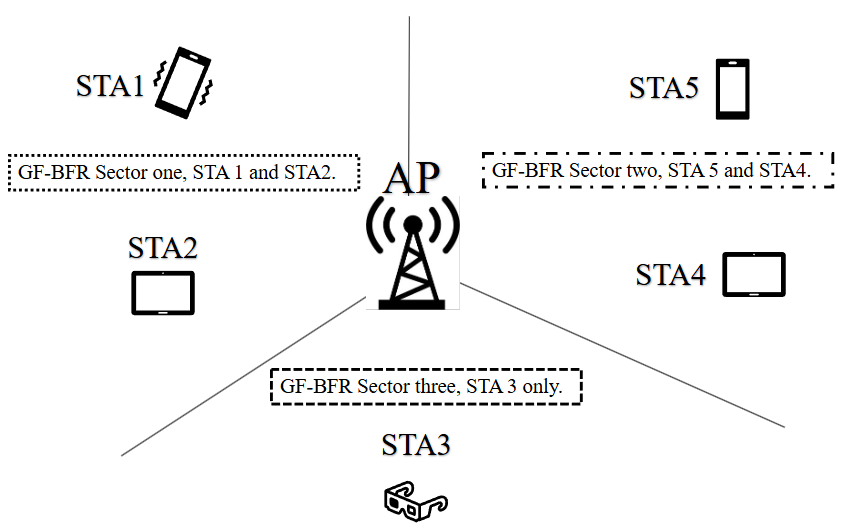 STA1
STA5
GF-BFR Sector one, STA 1 and STA2.
AP
GF-BFR Sector two, STA 5 and STA4.
STA2
STA4
GF-BFR Sector three, STA 3 only.
STA3